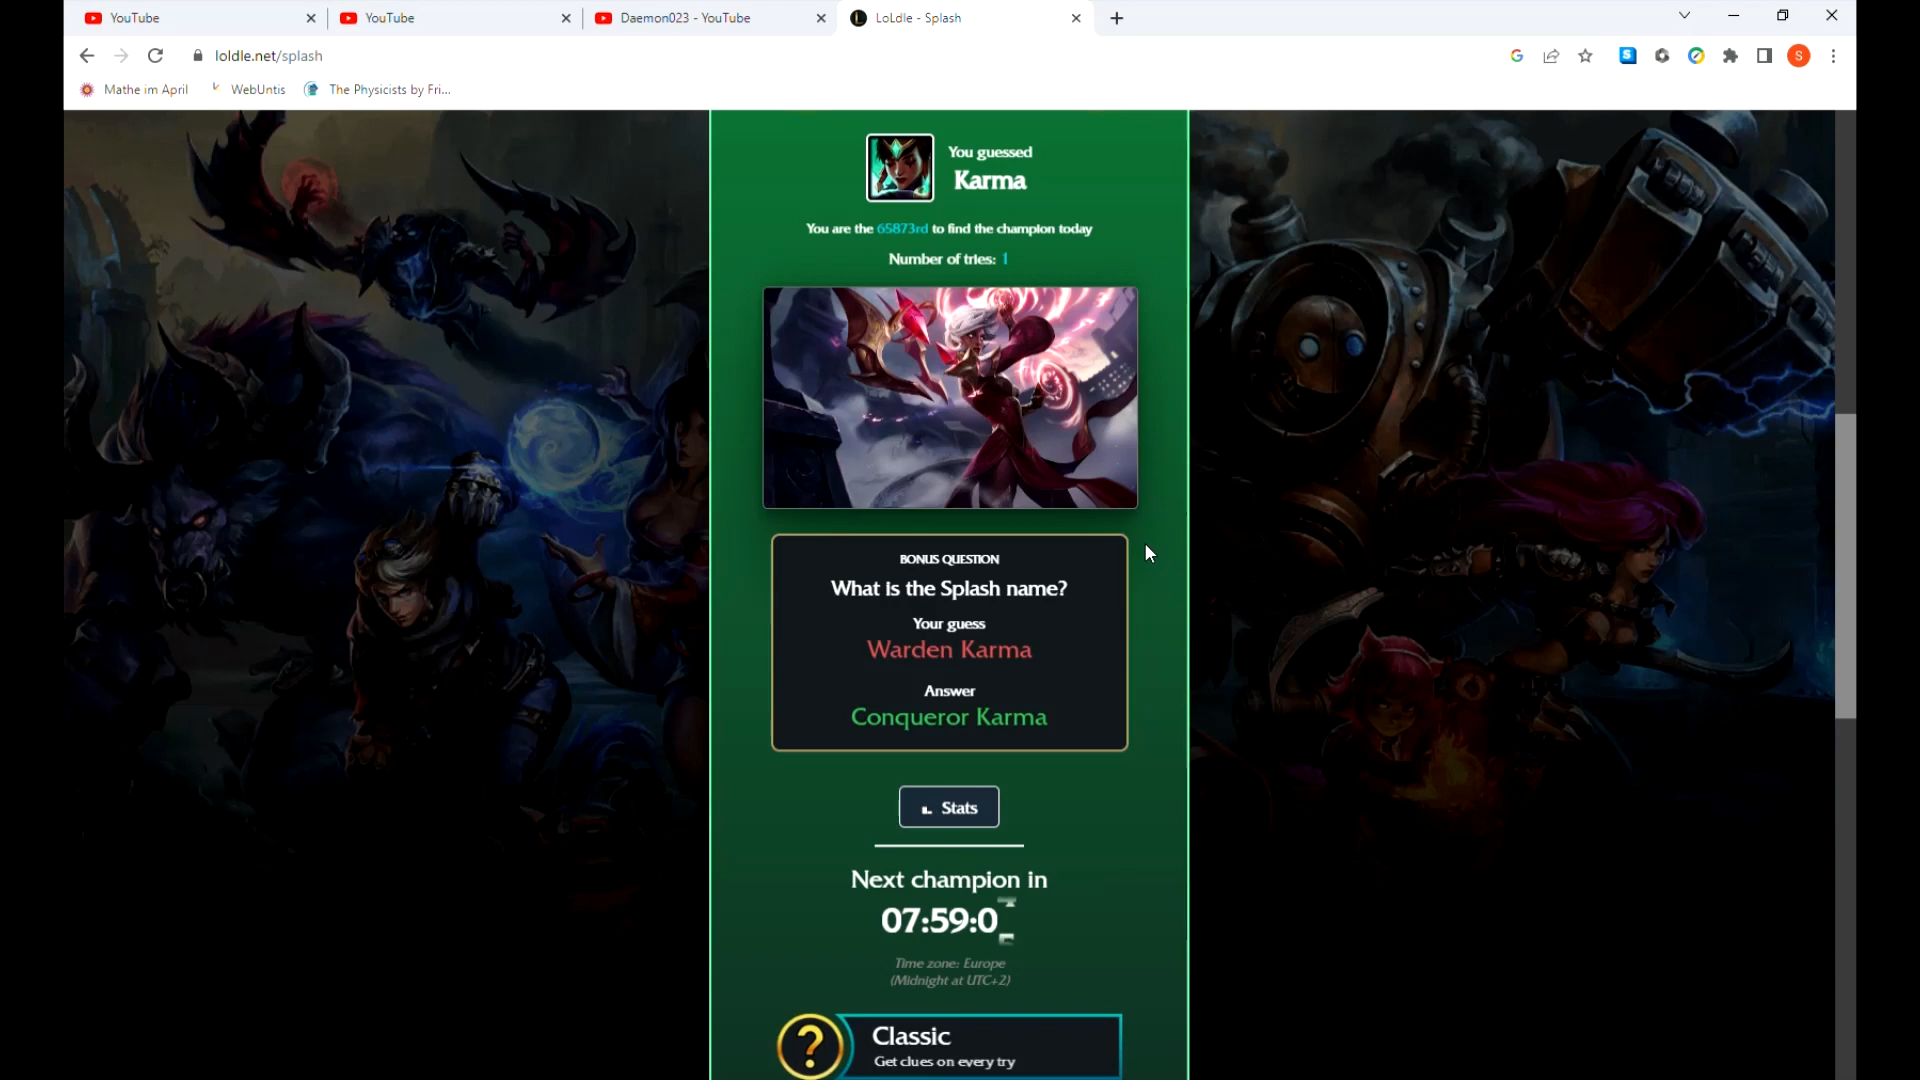 YouTube
YouTube
Daemon023 - YouTube
LoLdle - Splash
loldle.net/splash
S
S
Mathe im April
WebUntis
The Physicists by Fri...
You guessed
Karma
You are the 65873rd to find the champion today
Number of tries: 1
BONUS QUESTION
What is the Splash name?
Your guess
Warden Karma
Answer
Conqueror Karma
Stats
Next champion in
07:59:0
Time zone: Europe
(Midnight at UTC+2)
?
Classic
Get clues on every try